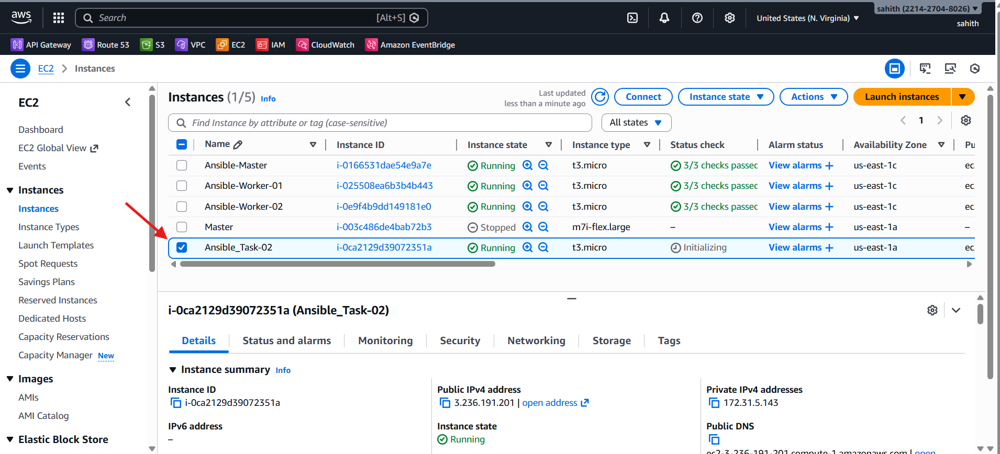 aws
Search [Alt+S]
United States (N. Virginia)
sahith (2214-2704-8026)
sahith
API Gateway
Route 53
S3
VPC
EC2
IAM
CloudWatch
Amazon EventBridge
EC2 > Instances
EC2
Dashboard
EC2 Global View
Events
Instances
Instances
Instance Types
Launch Templates
Spot Requests
Savings Plans
Reserved Instances
Dedicated Hosts
Capacity Reservations
Capacity Manager New
Images
AMIs
AMI Catalog
Elastic Block Store
Instances (1/5) Info
Last updated
less than a minute ago
Connect
Instance state
Actions
Launch instances
Find Instance by attribute or tag (case-sensitive)
All states
1
Name Instance ID Instance state Instance type Status check Alarm status Availability Zone Pu
Ansible-Master i-0166531dae54e9a7e Running t3.micro 3/3 checks passed View alarms + us-east-1c ec
Ansible-Worker-01 i-025508ea6b3b4b443 Running t3.micro 3/3 checks passed View alarms + us-east-1c ec
Ansible-Worker-02 i-0e9f4b9dd149181e0 Running t3.micro 3/3 checks passed View alarms + us-east-1c ec
Master i-003c486de4bab72b3 Stopped m7i-flex.large – View alarms + us-east-1a –
Ansible_Task-02 i-0ca2129d39072351a Running t3.micro Initializing View alarms + us-east-1a ec
i-0ca2129d39072351a (Ansible_Task-02)
Details
Status and alarms
Monitoring
Security
Networking
Storage
Tags
Instance summary Info
Instance ID
i-0ca2129d39072351a
Public IPv4 address
3.236.191.201 | open address
Private IPv4 addresses
172.31.5.143
IPv6 address
–
Instance state
Running
Public DNS
ec2-3-236-191-201.compute-1.amazonaws.com | open